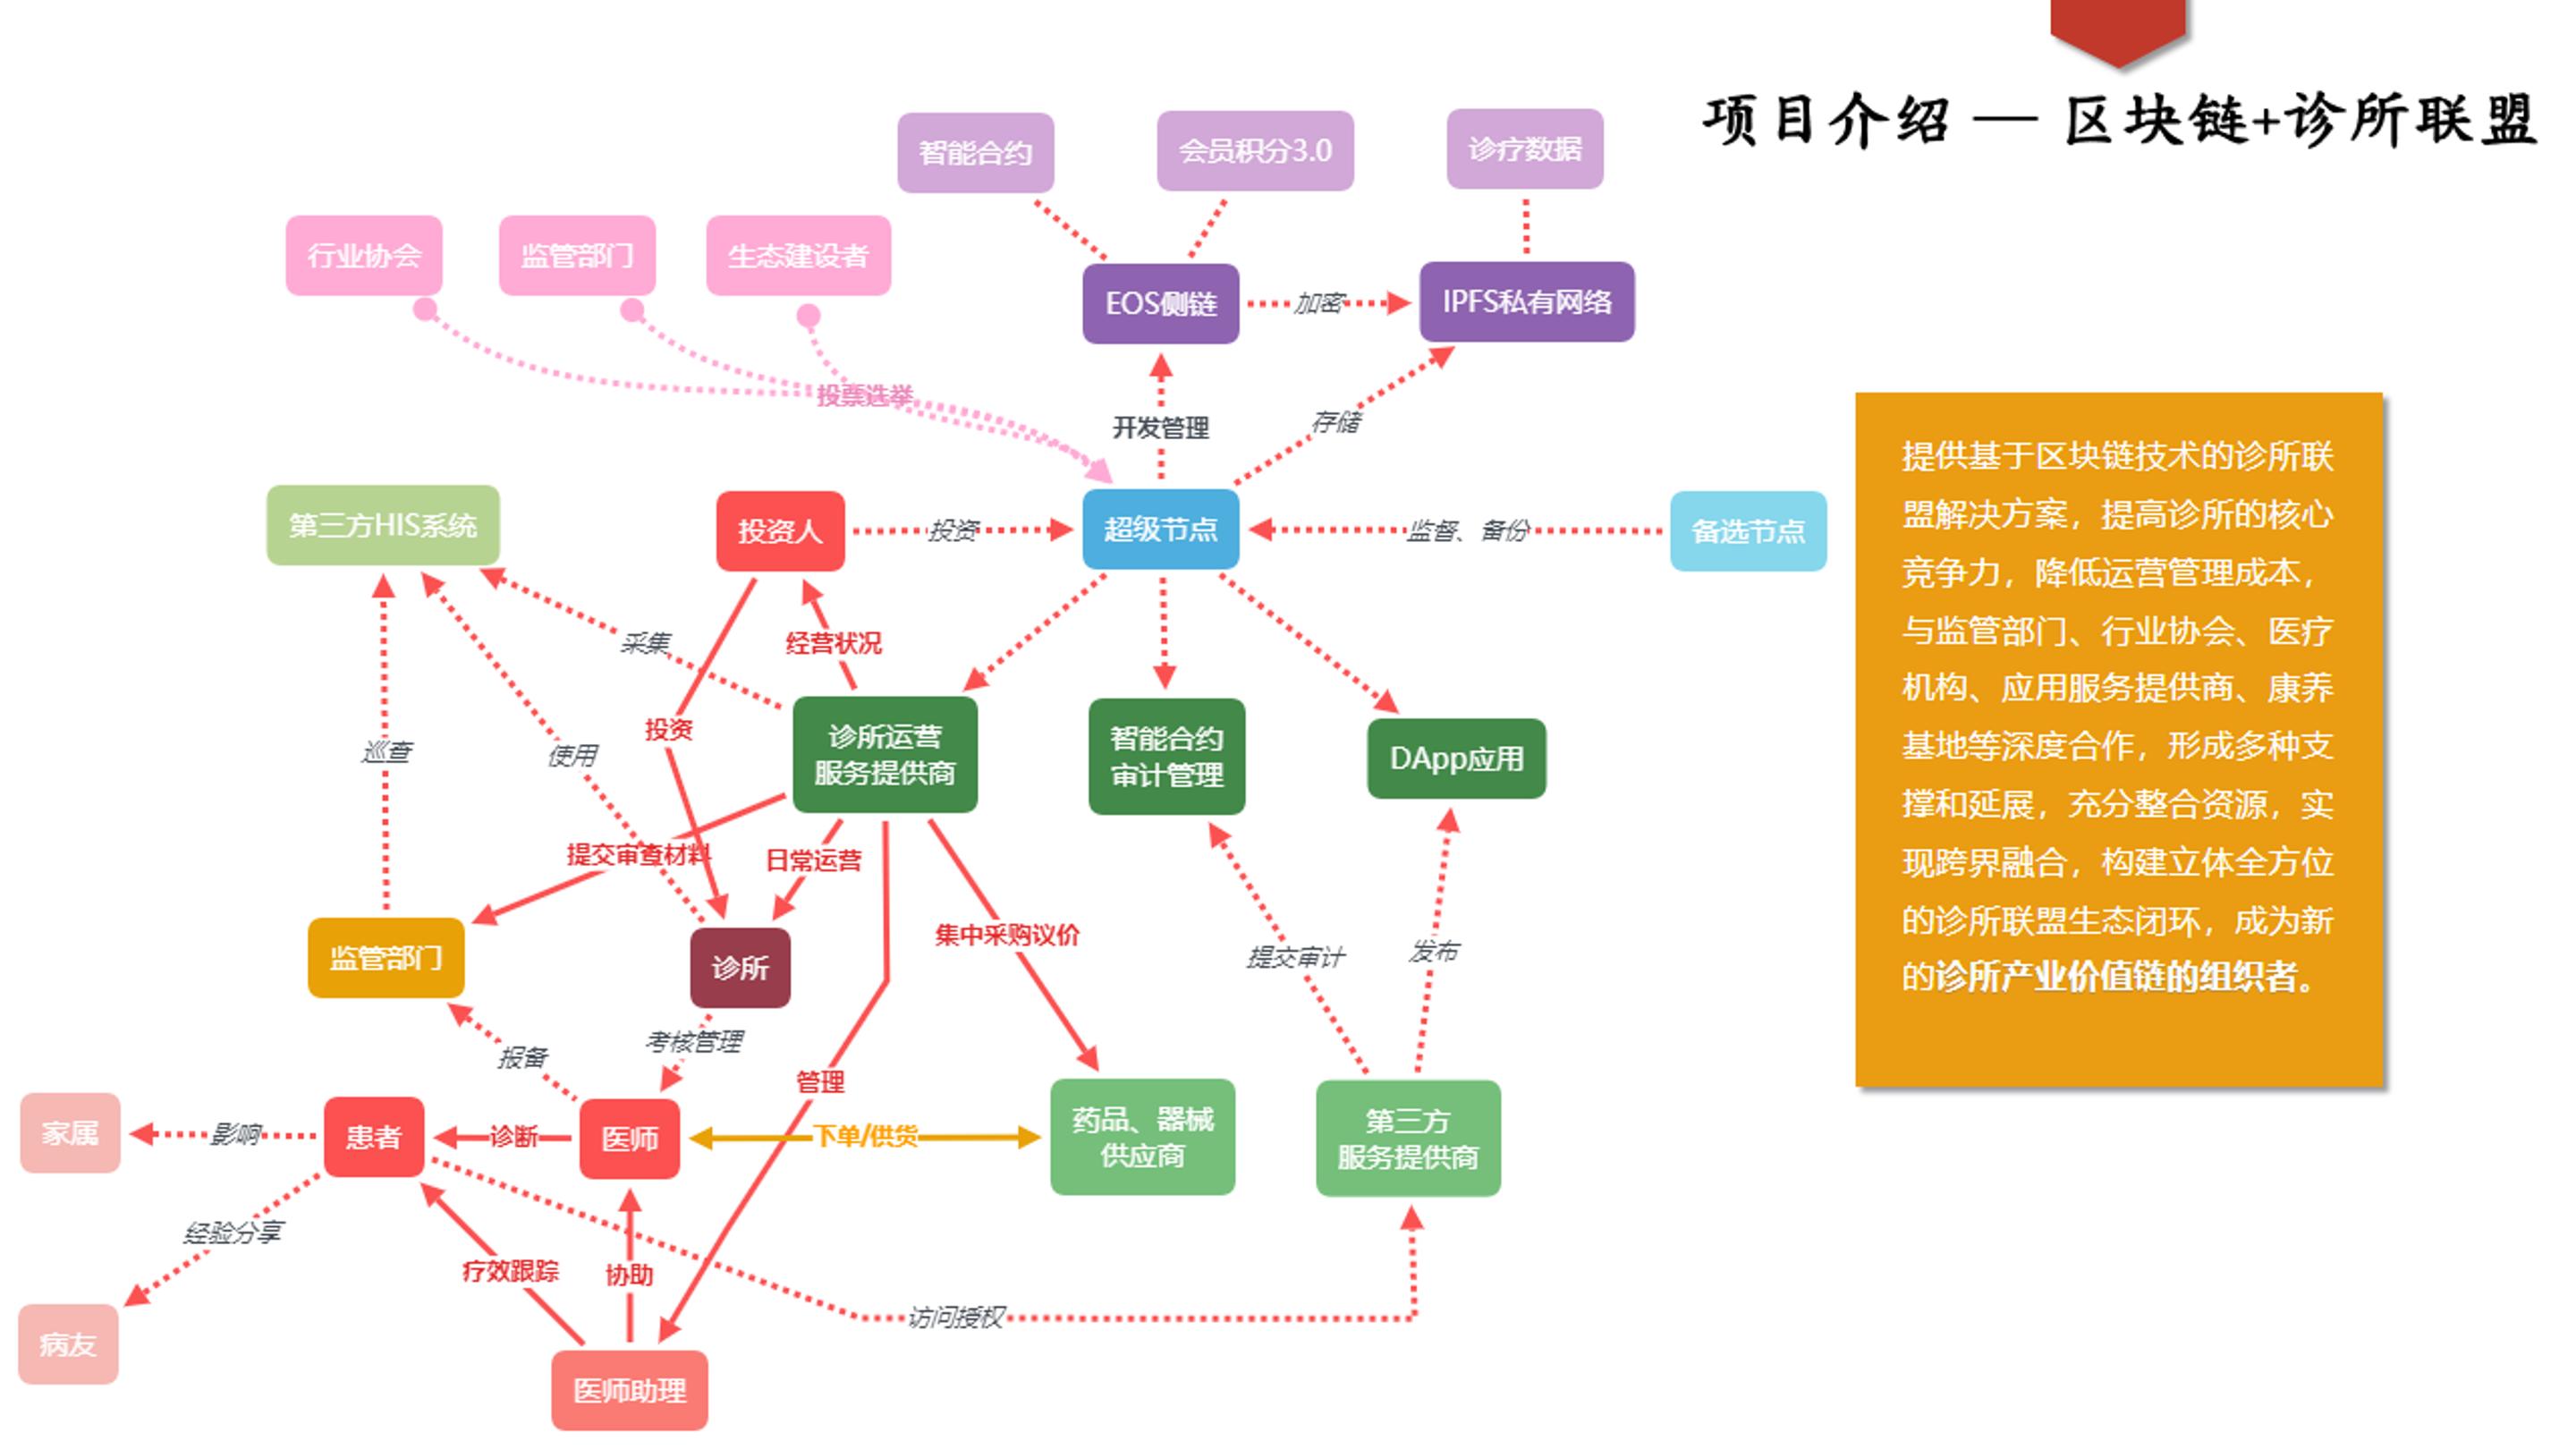 项目介绍 — 区块链+诊所联盟
智能合约
会员积分3.0
诊疗数据
行业协会
监管部门
生态建设者
EOS侧链
加密
IPFS私有网络
投票选举
开发管理
存储
第三方HIS系统
投资人
投资
超级节点
监督、备份
备选节点
采集
经营状况
投资
巡查
使用
诊所运营
服务提供商
智能合约
审计管理
DApp应用
提交审查材料
日常运营
集中采购议价
提交审计
发布
监管部门
诊所
报备
考核管理
管理
家属
影响
患者
诊断
医师
下单/供货
药品、器械
供应商
第三方
服务提供商
经验分享
疗效跟踪
协助
访问授权
病友
医师助理
提供基于区块链技术的诊所联
盟解决方案，提高诊所的核心
竞争力，降低运营管理成本，
与监管部门、行业协会、医疗
机构、应用服务提供商、康养
基地等深度合作，形成多种支
撑和延展，充分整合资源，实
现跨界融合，构建立体全方位
的诊所联盟生态闭环，成为新
的诊所产业价值链的组织者。